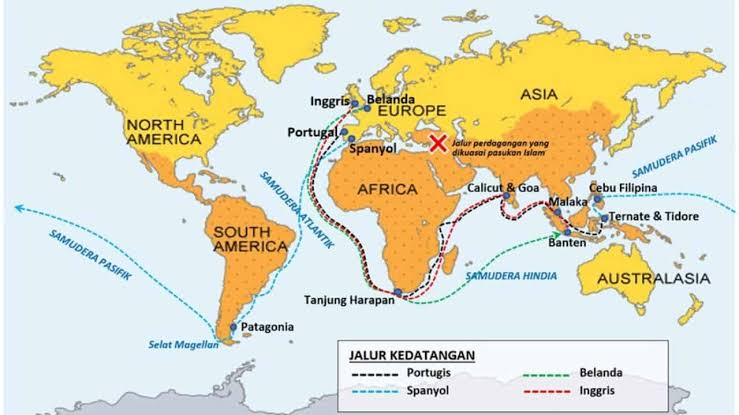 Inggris
Belanda
EUROPE
ASIA
NORTH
AMERICA
Portugal
Spanyol
Jalur perdagangan yang
dikuasai pasukan Islam
SAMUDERA PASIFIK
AFRICA
Calicut & Goa
Cebu Filipina
Malaka
Ternate & Tidore
SAMUDERA ATLANTIK
SOUTH
AMERICA
Banten
SAMUDERA PASIFIK
SAMUDERA HINDIA
AUSTRALASIA
Tanjung Harapan
Patagonia
Selat Magellan
JALUR KEDATANGAN
Portugis
Belanda
Spanyol
Inggris